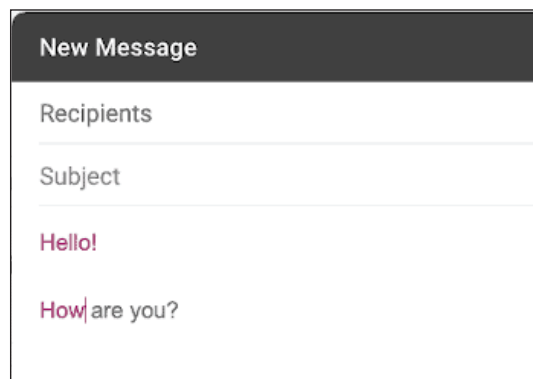 New Message
Recipients
Subject
Hello!
How are you?